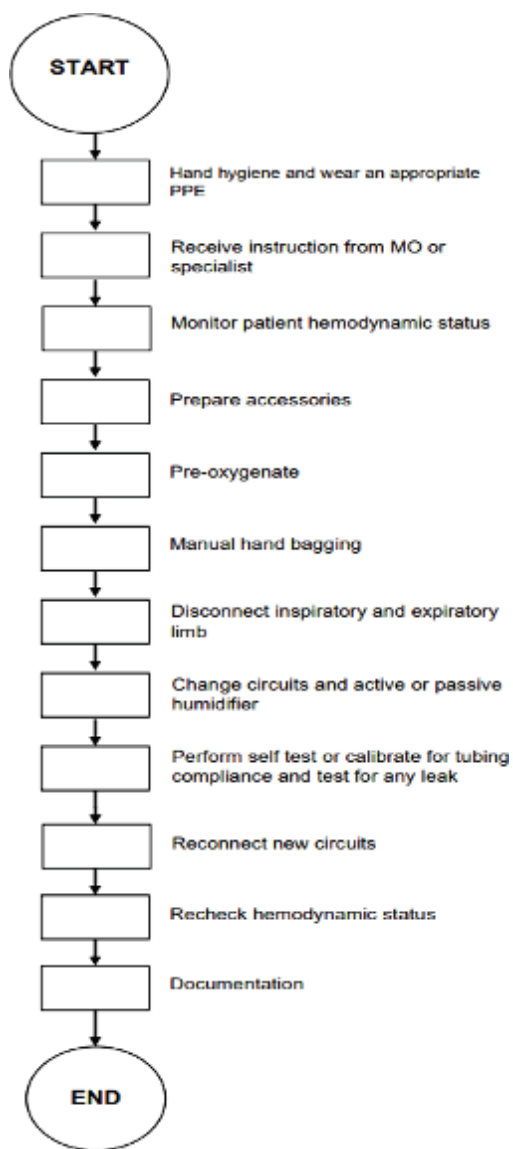 START
Hand hygiene and wear an appropriate
PPE
Receive instruction from MO or
specialist
Monitor patient hemodynamic status
Prepare accessories
Pre-oxygenate
Manual hand bagging
Disconnect inspiratory and expiratory
limb
Change circuits and active or passive
humidifier
Perform self test or calibrate for tubing
compliance and test for any leak
Reconnect new circuits
Recheck hemodynamic status
Documentation
END